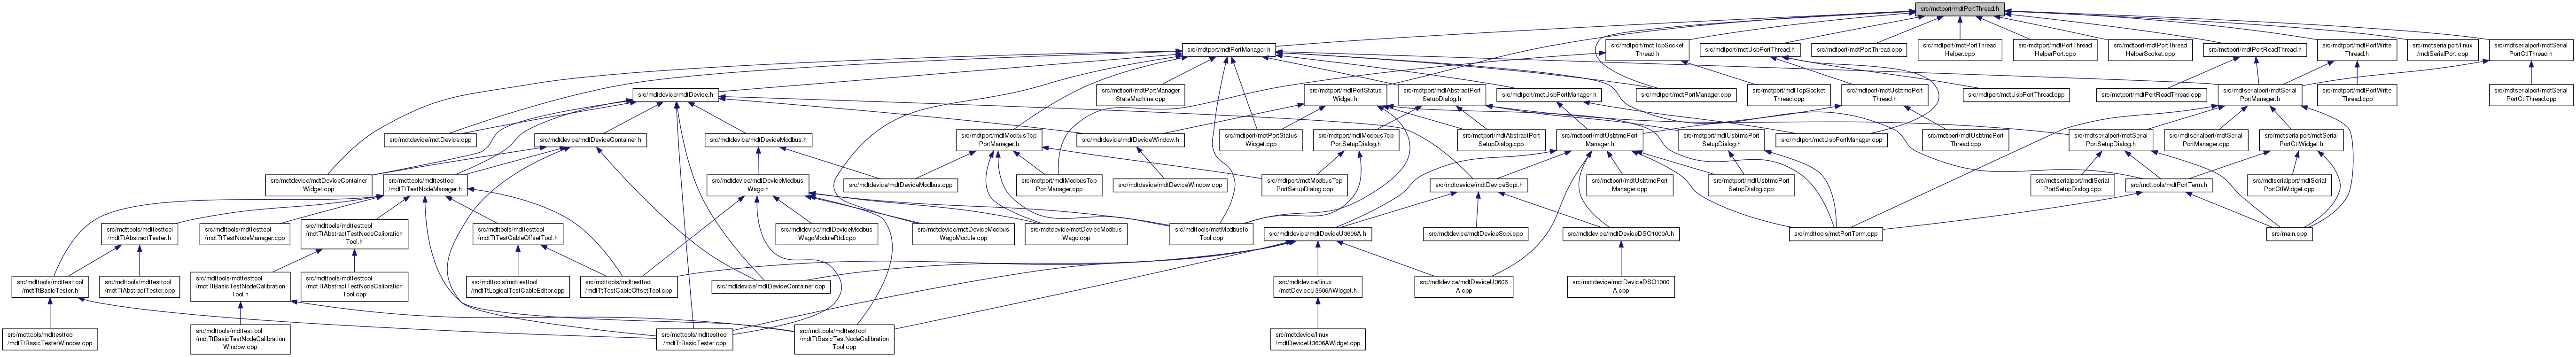 src/mdtport/mdtPortThread.h
src/mdtport/mdtPortManager.h
src/mdtport/mdtTcpSocket
Thread.h
src/mdtport/mdtUsbPortThread.h
src/mdtport/mdtPortThread.cpp
src/mdtport/mdtPortThread
Helper.cpp
src/mdtport/mdtPortThread
HelperPort.cpp
src/mdtport/mdtPortThread
HelperSocket.cpp
src/mdtport/mdtPortReadThread.h
src/mdtport/mdtPortWrite
Thread.h
src/mdtserialport/linux
/mdtSerialPort.cpp
src/mdtserialport/mdtSerial
PortCtlThread.h
src/mdtdevice/mdtDevice.h
src/mdtport/mdtPortManager
StateMachine.cpp
src/mdtport/mdtPortStatus
Widget.h
src/mdtport/mdtAbstractPort
SetupDialog.h
src/mdtport/mdtUsbPortManager.h
src/mdtport/mdtPortManager.cpp
src/mdtport/mdtTcpSocket
Thread.cpp
src/mdtport/mdtUsbtmcPort
Thread.h
src/mdtport/mdtUsbPortThread.cpp
src/mdtport/mdtPortReadThread.cpp
src/mdtserialport/mdtSerial
PortManager.h
src/mdtport/mdtPortWrite
Thread.cpp
src/mdtserialport/mdtSerial
PortCtlThread.cpp
src/mdtdevice/mdtDevice.cpp
src/mdtdevice/mdtDeviceContainer.h
src/mdtdevice/mdtDeviceModbus.h
src/mdtport/mdtModbusTcp
PortManager.h
src/mdtdevice/mdtDeviceWindow.h
src/mdtport/mdtPortStatus
Widget.cpp
src/mdtport/mdtModbusTcp
PortSetupDialog.h
src/mdtport/mdtAbstractPort
SetupDialog.cpp
src/mdtport/mdtUsbtmcPort
Manager.h
src/mdtport/mdtUsbtmcPort
SetupDialog.h
src/mdtport/mdtUsbPortManager.cpp
src/mdtport/mdtUsbtmcPort
Thread.cpp
src/mdtserialport/mdtSerial
PortSetupDialog.h
src/mdtserialport/mdtSerial
PortManager.cpp
src/mdtserialport/mdtSerial
PortCtlWidget.h
src/mdtdevice/mdtDeviceContainer
Widget.cpp
src/mdttools/mdttesttool
/mdtTtTestNodeManager.h
src/mdtdevice/mdtDeviceModbus
Wago.h
src/mdtdevice/mdtDeviceModbus.cpp
src/mdtport/mdtModbusTcp
PortManager.cpp
src/mdtdevice/mdtDeviceWindow.cpp
src/mdtport/mdtModbusTcp
PortSetupDialog.cpp
src/mdtdevice/mdtDeviceScpi.h
src/mdtport/mdtUsbtmcPort
Manager.cpp
src/mdtport/mdtUsbtmcPort
SetupDialog.cpp
src/mdtserialport/mdtSerial
PortSetupDialog.cpp
src/mdttools/mdtPortTerm.h
src/mdtserialport/mdtSerial
PortCtlWidget.cpp
src/mdttools/mdttesttool
/mdtTtAbstractTester.h
src/mdttools/mdttesttool
/mdtTtTestNodeManager.cpp
src/mdttools/mdttesttool
/mdtTtAbstractTestNodeCalibration
Tool.h
src/mdttools/mdttesttool
/mdtTtTestCableOffsetTool.h
src/mdtdevice/mdtDeviceModbus
WagoModuleRtd.cpp
src/mdtdevice/mdtDeviceModbus
WagoModule.cpp
src/mdtdevice/mdtDeviceModbus
Wago.cpp
src/mdttools/mdtModbusIo
Tool.cpp
src/mdtdevice/mdtDeviceU3606A.h
src/mdtdevice/mdtDeviceScpi.cpp
src/mdtdevice/mdtDeviceDSO1000A.h
src/mdttools/mdtPortTerm.cpp
src/main.cpp
src/mdttools/mdttesttool
/mdtTtBasicTester.h
src/mdttools/mdttesttool
/mdtTtAbstractTester.cpp
src/mdttools/mdttesttool
/mdtTtBasicTestNodeCalibration
Tool.h
src/mdttools/mdttesttool
/mdtTtAbstractTestNodeCalibration
Tool.cpp
src/mdttools/mdttesttool
/mdtTtLogicalTestCableEditor.cpp
src/mdttools/mdttesttool
/mdtTtTestCableOffsetTool.cpp
src/mdtdevice/mdtDeviceContainer.cpp
src/mdtdevice/linux
/mdtDeviceU3606AWidget.h
src/mdtdevice/mdtDeviceU3606
A.cpp
src/mdtdevice/mdtDeviceDSO1000
A.cpp
src/mdttools/mdttesttool
/mdtTtBasicTesterWindow.cpp
src/mdttools/mdttesttool
/mdtTtBasicTestNodeCalibration
Window.cpp
src/mdttools/mdttesttool
/mdtTtBasicTester.cpp
src/mdttools/mdttesttool
/mdtTtBasicTestNodeCalibration
Tool.cpp
src/mdtdevice/linux
/mdtDeviceU3606AWidget.cpp